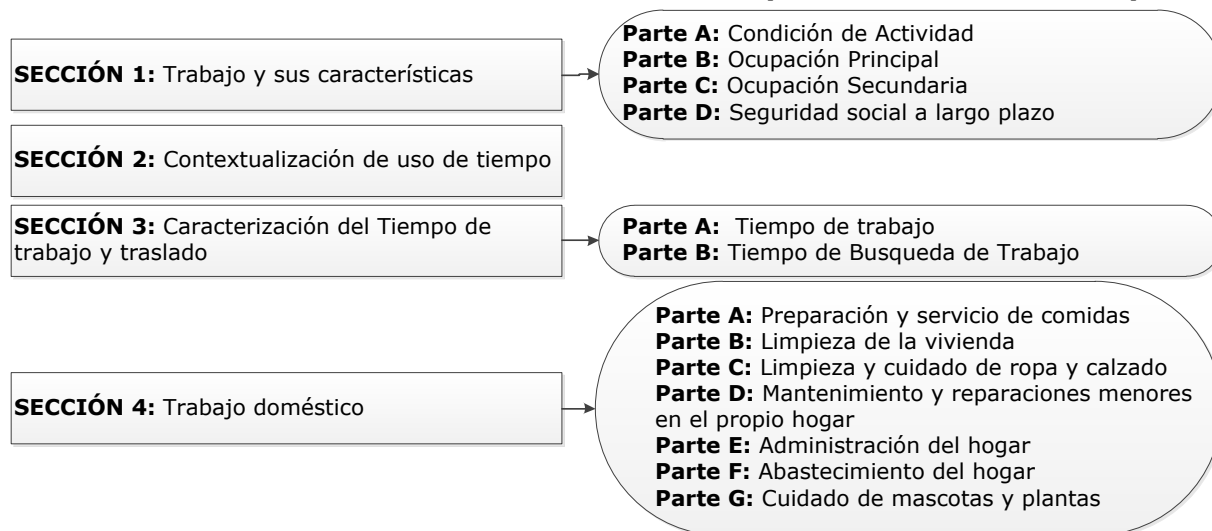 SECCIÓN 1: Trabajo y sus características
Parte A: Condición de Actividad
Parte B: Ocupación Principal
Parte C: Ocupación Secundaria
Parte D: Seguridad social a largo plazo
SECCIÓN 2: Contextualización de uso de tiempo
SECCIÓN 3: Caracterización del Tiempo de
trabajo y traslado
Parte A: Tiempo de trabajo
Parte B: Tiempo de Busqueda de Trabajo
SECCIÓN 4: Trabajo doméstico
Parte A: Preparación y servicio de comidas
Parte B: Limpieza de la vivienda
Parte C: Limpieza y cuidado de ropa y calzado
Parte D: Mantenimiento y reparaciones menores
en el propio hogar
Parte E: Administración del hogar
Parte F: Abastecimiento del hogar
Parte G: Cuidado de mascotas y plantas